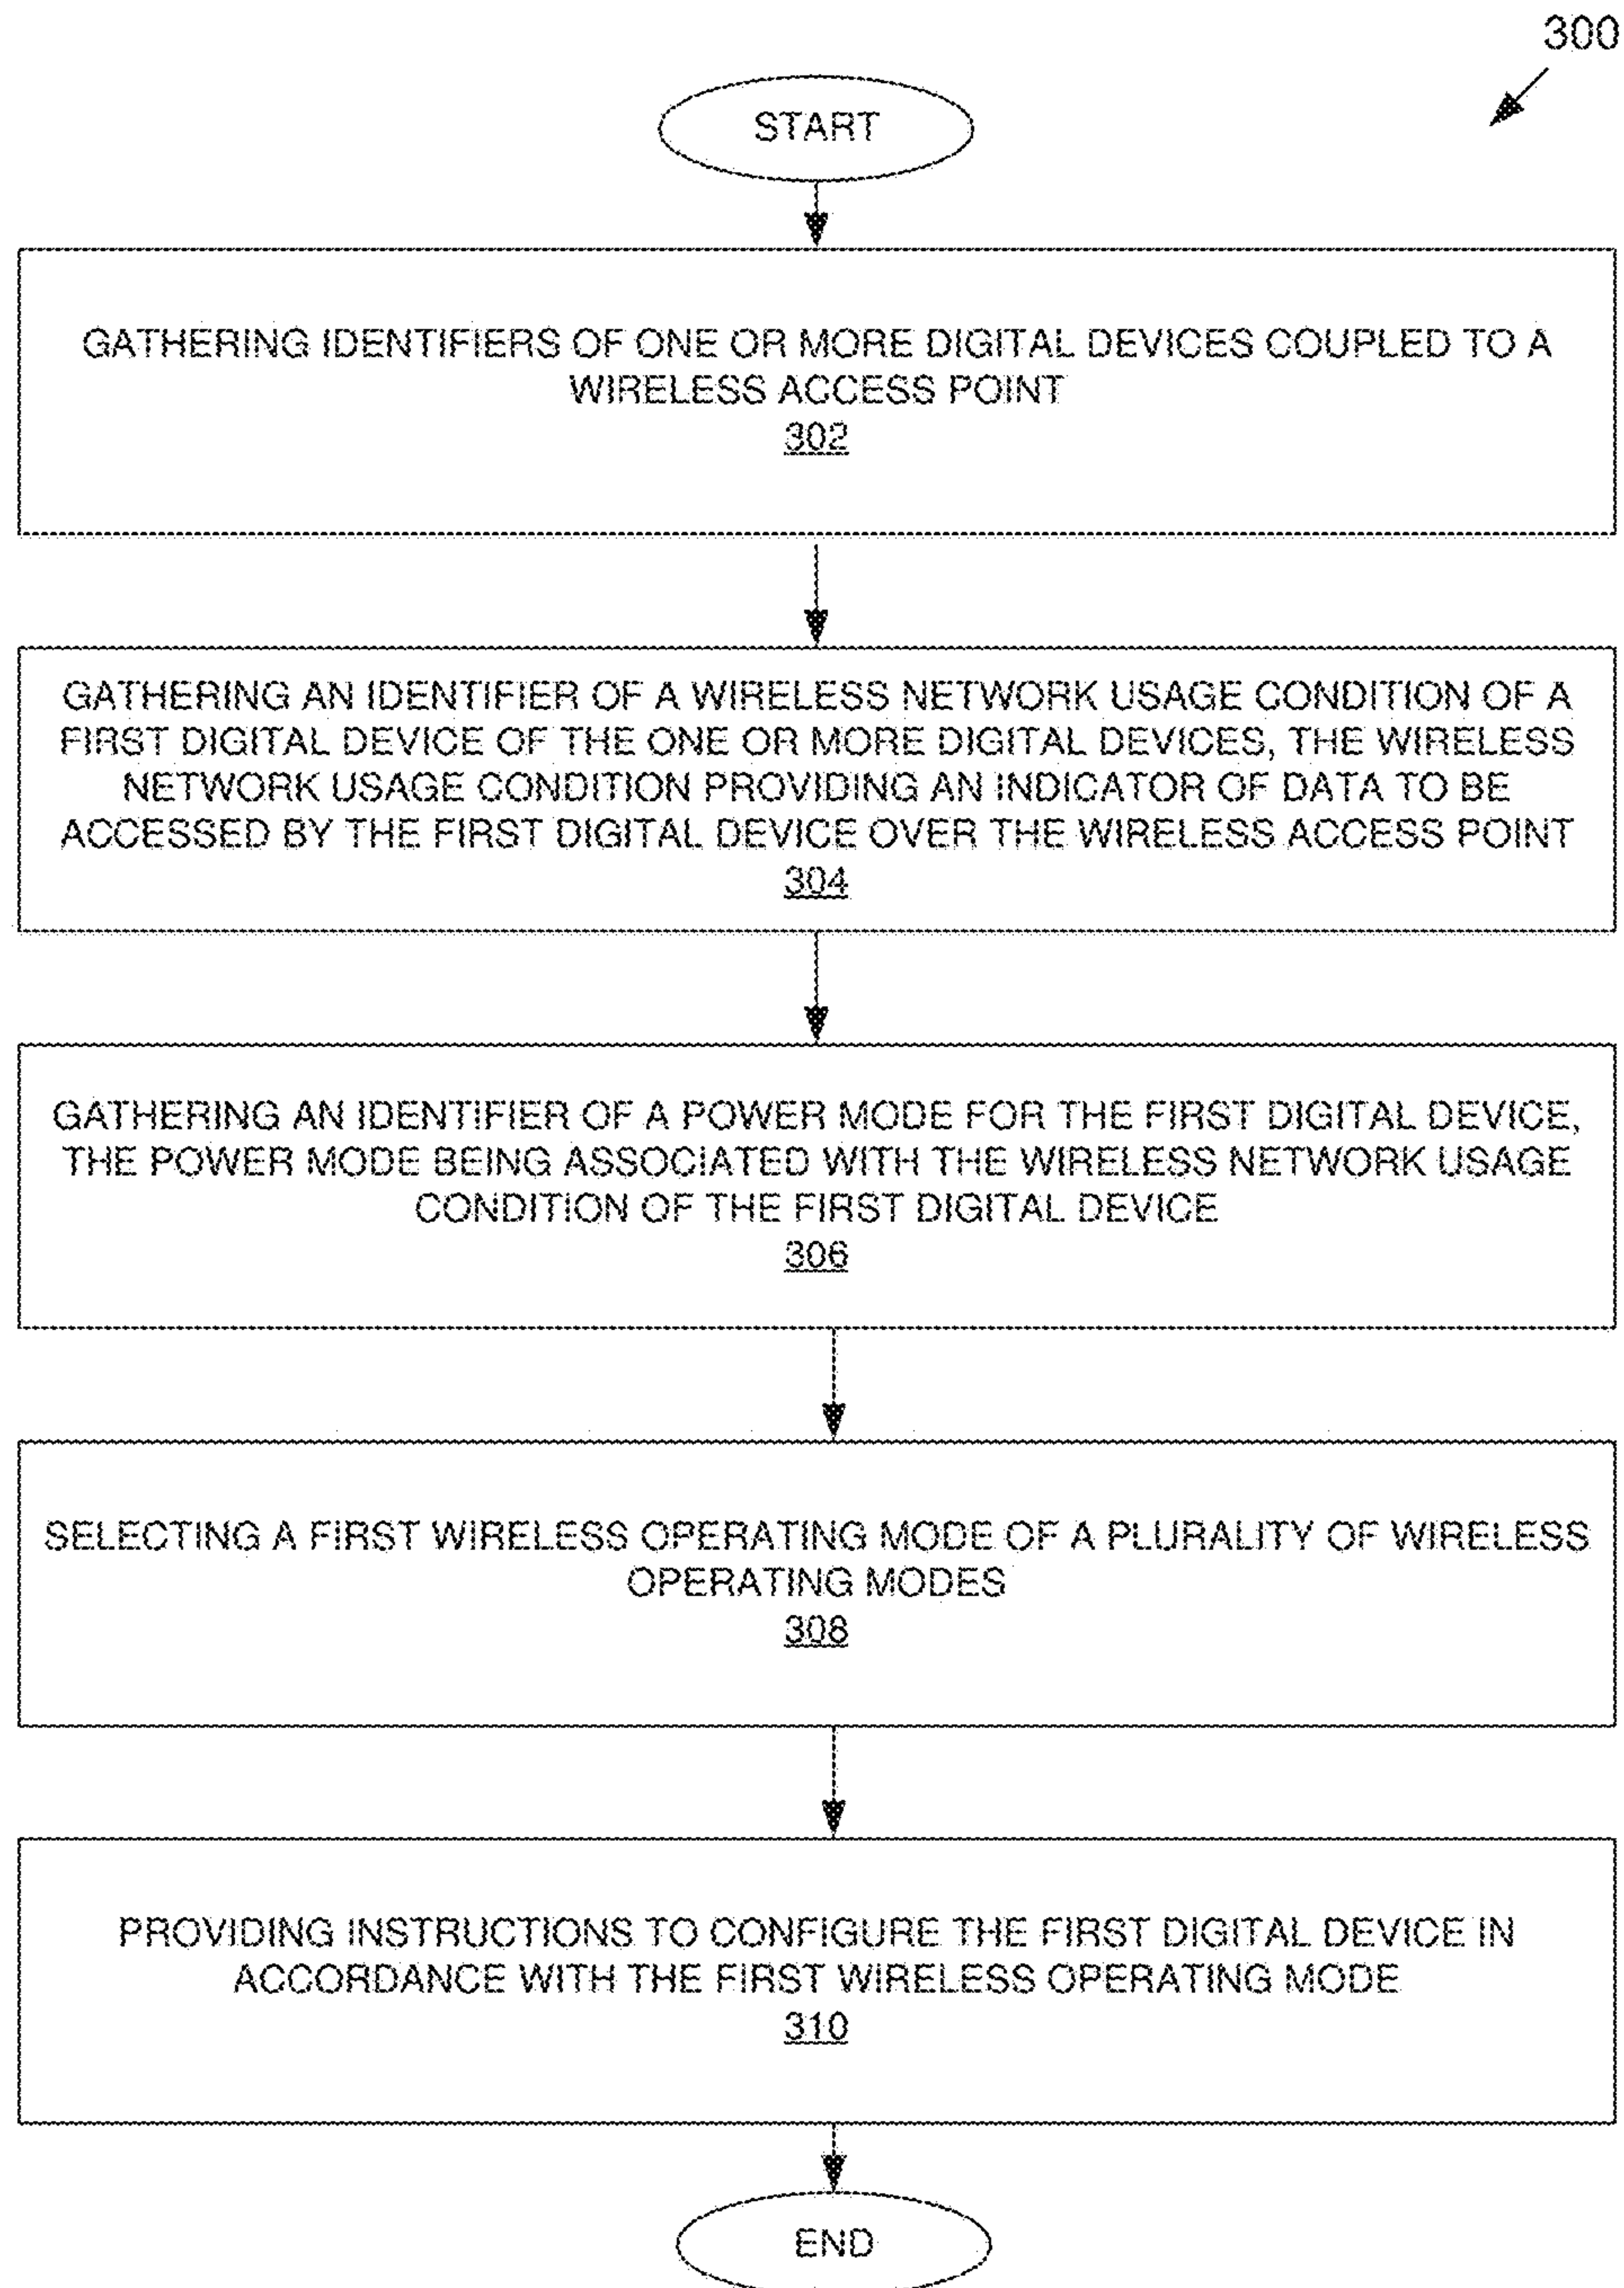 300
START
GATHERING IDENTIFIERS OF ONE OR MORE DIGITAL DEVICES COUPLED TO A
WIRELESS ACCESS POINT
302
GATHERING AN IDENTIFIER OF A WIRELESS NETWORK USAGE CONDITION OF A
FIRST DIGITAL DEVICE OF THE ONE OR MORE DIGITAL DEVICES, THE WIRELESS
NETWORK USAGE CONDITION PROVIDING AN INDICATOR OF DATA TO BE
ACCESSED BY THE FIRST DIGITAL DEVICE OVER THE WIRELESS ACCESS POINT
304
GATHERING AN IDENTIFIER OF A POWER MODE FOR THE FIRST DIGITAL DEVICE,
THE POWER MODE BEING ASSOCIATED WITH THE WIRELESS NETWORK USAGE
CONDITION OF THE FIRST DIGITAL DEVICE
306
SELECTING A FIRST WIRELESS OPERATING MODE OF A PLURALITY OF WIRELESS
OPERATING MODES
308
PROVIDING INSTRUCTIONS TO CONFIGURE THE FIRST DIGITAL DEVICE IN
ACCORDANCE WITH THE FIRST WIRELESS OPERATING MODE
310
END